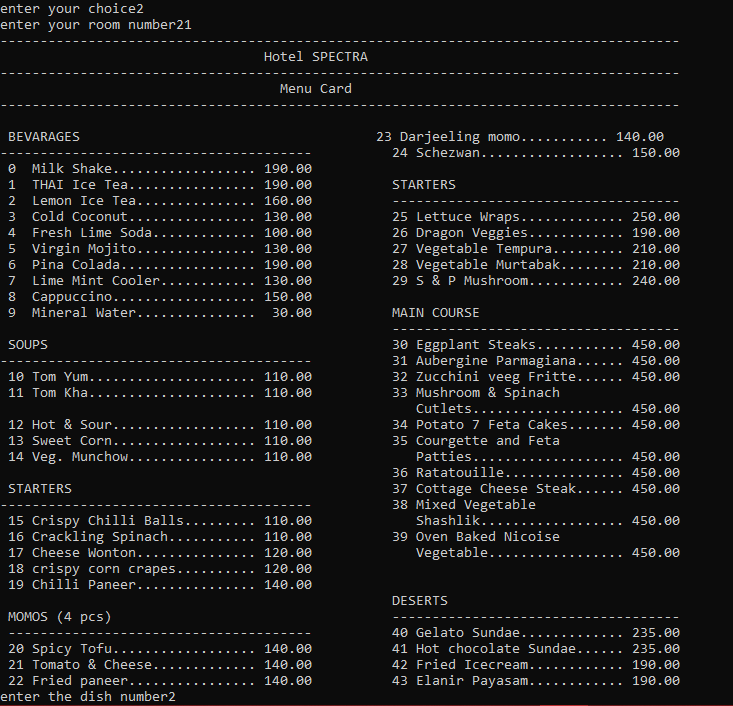 enter your choice2
enter your room number21
Hotel SPECTRA
Menu Card
BEVARAGES
0 Milk Shake.................. 190.00
1 THAI Ice Tea................ 190.00
2 Lemon Ice Tea............... 160.00
3 Cold Coconut................ 130.00
4 Fresh Lime Soda............. 100.00
5 Virgin Mojito............... 130.00
6 Pina Colada................. 190.00
7 Lime Mint Cooler............ 130.00
8 Cappuccino.................. 150.00
9 Mineral Water............... 30.00
SOUPS
10 Tom Yum..................... 110.00
11 Tom Kha..................... 110.00
12 Hot & Sour.................. 110.00
13 Sweet Corn.................. 110.00
14 Veg. Munchow................ 110.00
STARTERS
15 Crispy Chilli Balls......... 110.00
16 Crackling Spinach........... 110.00
17 Cheese Wonton............... 120.00
18 crispy corn crapes.......... 120.00
19 Chilli Paneer............... 140.00
MOMOS (4 pcs)
20 Spicy Tofu.................. 140.00
21 Tomato & Cheese............. 140.00
22 Fried paneer................ 140.00
23 Darjeeling momo........... 140.00
24 Schezwan.................. 150.00
STARTERS
25 Lettuce Wraps............. 250.00
26 Dragon Veggies............ 190.00
27 Vegetable Tempura......... 210.00
28 Vegetable Murtabak........ 210.00
29 S & P Mushroom............ 240.00
MAIN COURSE
30 Eggplant Steaks........... 450.00
31 Aubergine Parmagiana...... 450.00
32 Zucchini veeg Fritte...... 450.00
33 Mushroom & Spinach
Cutlets................... 450.00
34 Potato 7 Feta Cakes....... 450.00
35 Courgette and Feta
Patties................... 450.00
36 Ratatouille............... 450.00
37 Cottage Cheese Steak...... 450.00
38 Mixed Vegetable
Shashlik.................. 450.00
39 Oven Baked Nicoise
Vegetable................. 450.00
DESERTS
40 Gelato Sundae............. 235.00
41 Hot chocolate Sundae...... 235.00
42 Fried Icecream............ 190.00
43 Elanir Payasam............ 190.00
enter the dish number2